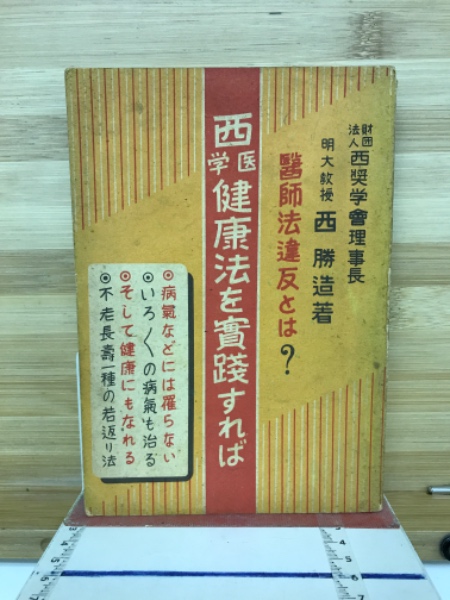 財団法人 西奨学會理事長
明大教授 西 勝造著
醫師法違反とは?
西医学健康法を實踐すれば
◎病氣などには罹らない
◎いろ〱の病氣も治る
◎そして健康にもなれる
◎不老長壽一種の若返り法